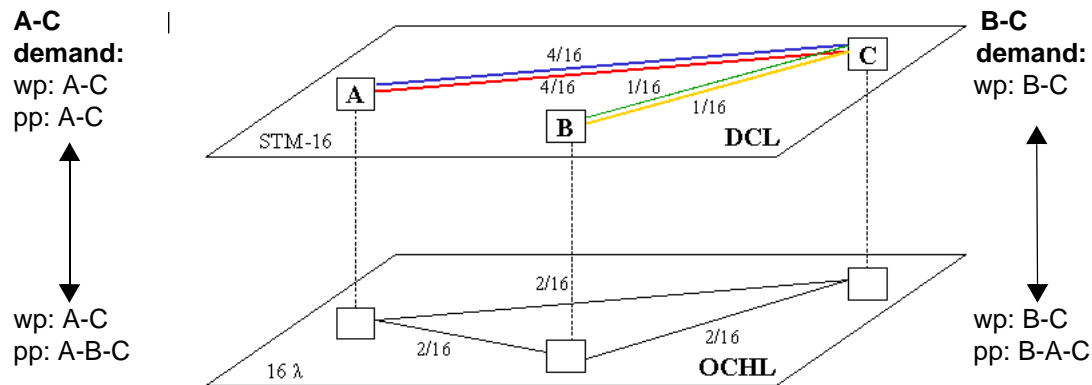 A-C
demand:
wp: A-C
pp: A-C
B-C
demand:
wp: B-C
4/16
C
A
4/16
1/16
1/16
B
STM-16
DCL
2/16
wp: A-C
pp: A-B-C
2/16
2/16
wp: B-C
pp: B-A-C
16 λ
OCHL